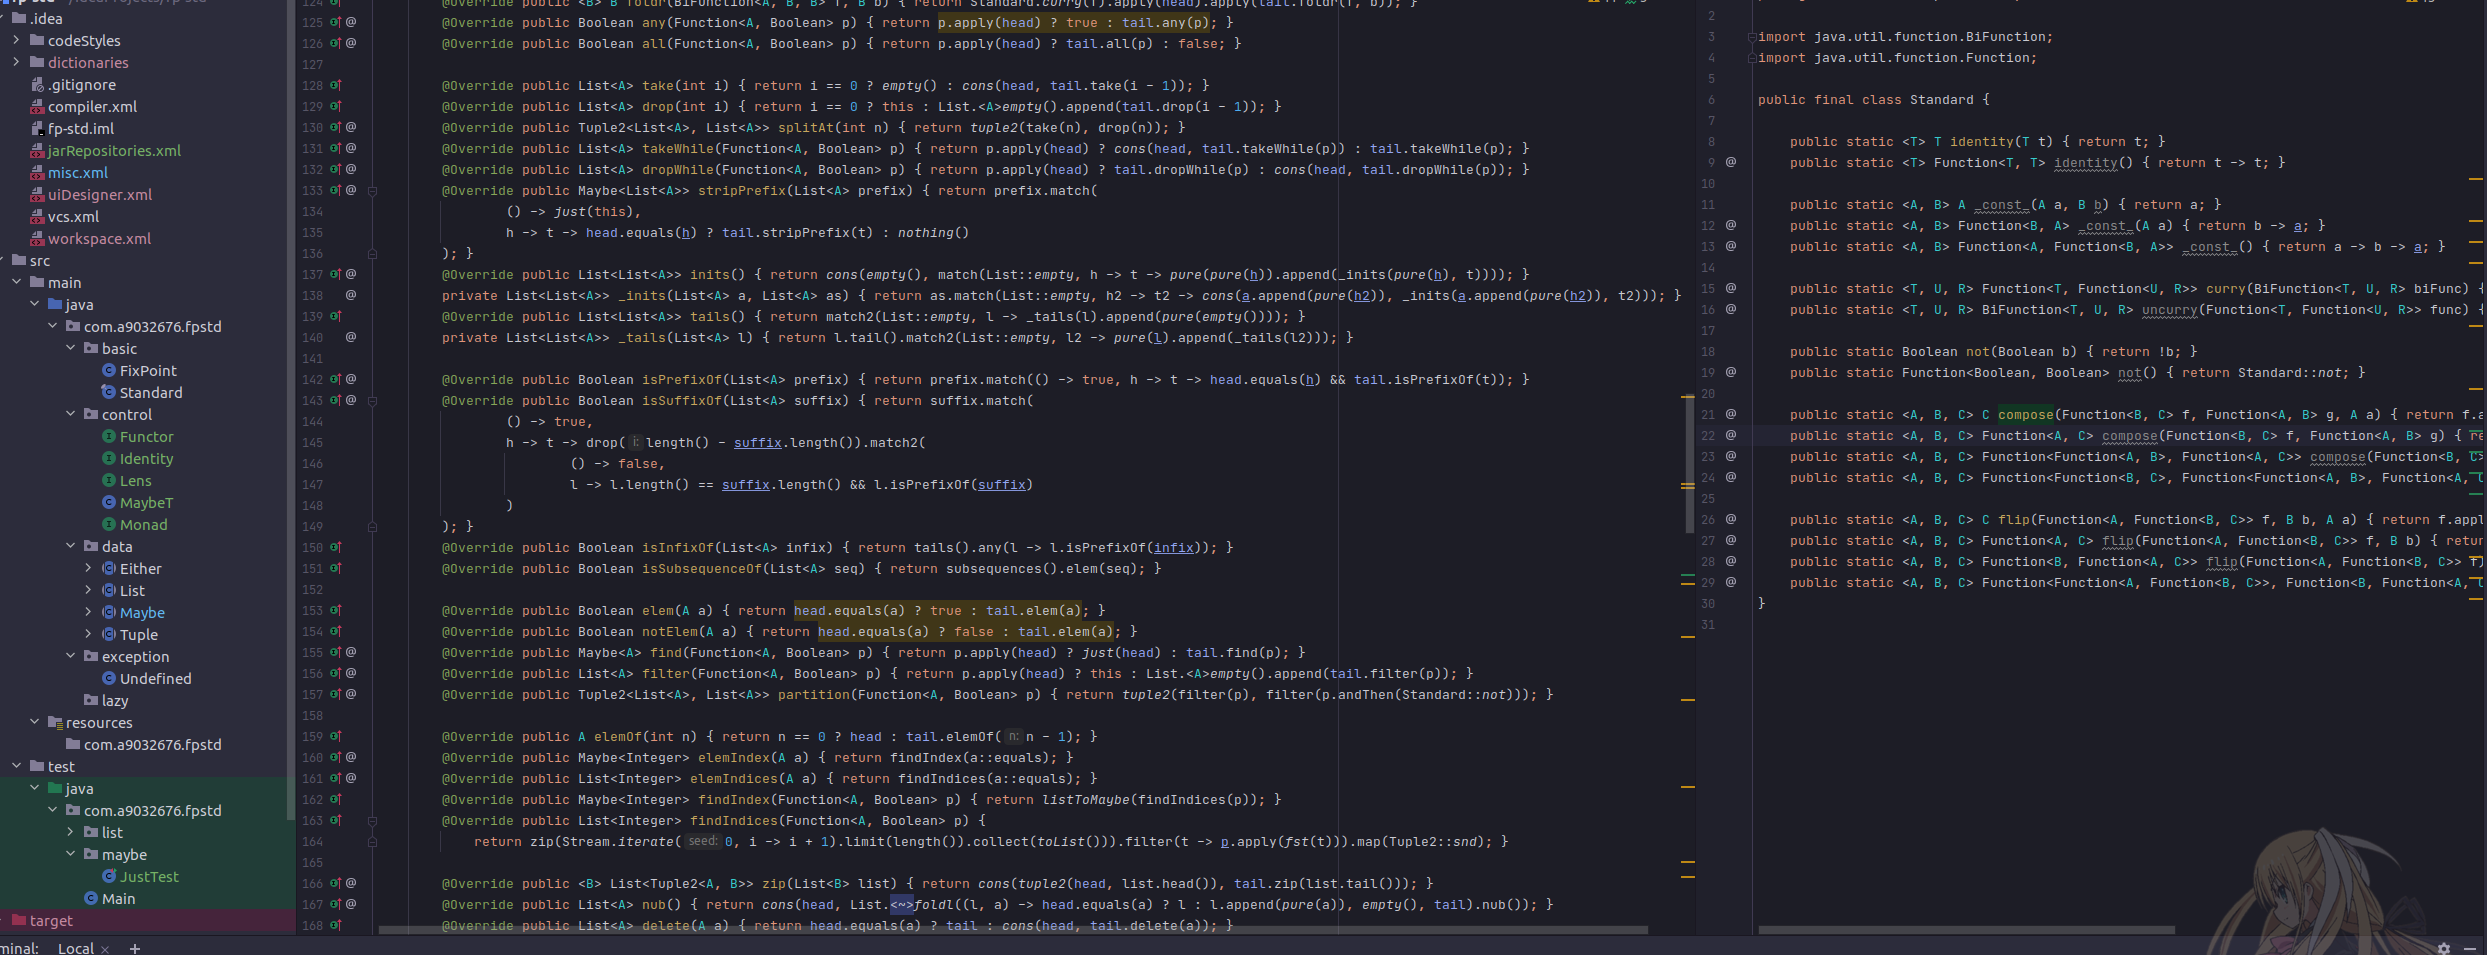 fp-std ~/local/Projects/fp-std
.idea
codeStyles
dictionaries
.gitignore
compiler.xml
fp-std.iml
jarRepositories.xml
misc.xml
uiDesigner.xml
vcs.xml
workspace.xml
src
main
java
com.a9032676.fpstd
basic
FixPoint
Standard
control
Functor
Identity
Lens
MaybeT
Monad
data
Either
List
Maybe
Tuple
exception
Undefined
lazy
resources
com.a9032676.fpstd
test
java
com.a9032676.fpstd
list
maybe
JustTest
Main
target
124 @Override public <B> B foldr(BiFunction<A, B, B> f, B b) { return Standard.curry(f).apply(head).apply(tail.foldr(f, b)); }
125 @Override public Boolean any(Function<A, Boolean> p) { return p.apply(head) ? true : tail.any(p); }
126 @ @Override public Boolean all(Function<A, Boolean> p) { return p.apply(head) ? tail.all(p) : false; }
127
128 @Override public List<A> take(int i) { return i == 0 ? empty() : cons(head, tail.take(i - 1)); }
129 @Override public List<A> drop(int i) { return i == 0 ? this : List.<A>empty().append(tail.drop(i - 1)); }
130 @ @Override public Tuple2<List<A>, List<A>> splitAt(int n) { return tuple2(take(n), drop(n)); }
131 @ @Override public List<A> takeWhile(Function<A, Boolean> p) { return p.apply(head) ? cons(head, tail.takeWhile(p)) : tail.takeWhile(p); }
132 @ @Override public List<A> dropWhile(Function<A, Boolean> p) { return p.apply(head) ? tail.dropWhile(p) : cons(head, tail.dropWhile(p)); }
133 @ @Override public Maybe<List<A>> stripPrefix(List<A> prefix) { return prefix.match(
134 () -> just(this),
135 h -> t -> head.equals(h) ? tail.stripPrefix(t) : nothing()
136 ); }
137 @ @Override public List<List<A>> inits() { return cons(empty(), match(List::empty, h -> t -> pure(pure(h)).append(_inits(pure(h), t)))); }
138 @ private List<List<A>> _inits(List<A> a, List<A> as) { return as.match(List::empty, h2 -> t2 -> cons(a.append(pure(h2)), _inits(a.append(pure(h2)), t2))); }
139 @Override public List<List<A>> tails() { return match2(List::empty, l -> _tails(l).append(pure(empty()))); }
140 @ private List<List<A>> _tails(List<A> l) { return l.tail().match2(List::empty, l2 -> pure(l).append(_tails(l2))); }
141
142 @ @Override public Boolean isPrefixOf(List<A> prefix) { return prefix.match(() -> true, h -> t -> head.equals(h) && tail.isPrefixOf(t)); }
143 @ @Override public Boolean isSuffixOf(List<A> suffix) { return suffix.match(
144 () -> true,
145 h -> t -> drop( i: length() - suffix.length()).match2(
146 () -> false,
147 l -> l.length() == suffix.length() && l.isPrefixOf(suffix)
148 )
149 ); }
150 @Override public Boolean isInfixOf(List<A> infix) { return tails().any(l -> l.isPrefixOf(infix)); }
151 @Override public Boolean isSubsequenceOf(List<A> seq) { return subsequences().elem(seq); }
152
153 @Override public Boolean elem(A a) { return head.equals(a) ? true : tail.elem(a); }
154 @Override public Boolean notElem(A a) { return head.equals(a) ? false : tail.elem(a); }
155 @ @Override public Maybe<A> find(Function<A, Boolean> p) { return p.apply(head) ? just(head) : tail.find(p); }
156 @ @Override public List<A> filter(Function<A, Boolean> p) { return p.apply(head) ? this : List.<A>empty().append(tail.filter(p)); }
157 @ @Override public Tuple2<List<A>, List<A>> partition(Function<A, Boolean> p) { return tuple2(filter(p), filter(p.andThen(Standard::not))); }
158
159 @Override public A elemOf(int n) { return n == 0 ? head : tail.elemOf( n: n - 1); }
160 @ @Override public Maybe<Integer> elemIndex(A a) { return findIndex(a::equals); }
161 @ @Override public List<Integer> elemIndices(A a) { return findIndices(a::equals); }
162 @Override public Maybe<Integer> findIndex(Function<A, Boolean> p) { return listToMaybe(findIndices(p)); }
163 @Override public List<Integer> findIndices(Function<A, Boolean> p) {
164 return zip(Stream.iterate( seed: 0, i -> i + 1).limit(length()).collect(toList())).filter(t -> p.apply(fst(t))).map(Tuple2::snd); }
165
166 @ @Override public <B> List<Tuple2<A, B>> zip(List<B> list) { return cons(tuple2(head, list.head()), tail.zip(list.tail())); }
167 @ @Override public List<A> nub() { return cons(head, List.<~>foldl((l, a) -> head.equals(a) ? l : l.append(pure(a)), empty(), tail).nub()); }
168 @Override public List<A> delete(A a) { return head.equals(a) ? tail : cons(head, tail.delete(a)); }
2
3 import java.util.function.BiFunction;
4 import java.util.function.Function;
5
6 public final class Standard {
7
8 public static <T> T identity(T t) { return t; }
9 @ public static <T> Function<T, T> identity() { return t -> t; }
10
11 public static <A, B> A _const_(A a, B b) { return a; }
12 @ public static <A, B> Function<B, A> _const_(A a) { return b -> a; }
13 @ public static <A, B> Function<A, Function<B, A>> _const_() { return a -> b -> a; }
14
15 @ public static <T, U, R> Function<T, Function<U, R>> curry(BiFunction<T, U, R> biFunc) {
16 @ public static <T, U, R> BiFunction<T, U, R> uncurry(Function<T, Function<U, R>> func) {
17
18 public static Boolean not(Boolean b) { return !b; }
19 @ public static Function<Boolean, Boolean> not() { return Standard::not; }
20
21 @ public static <A, B, C> C compose(Function<B, C> f, Function<A, B> g, A a) { return f.a
22 @ public static <A, B, C> Function<A, C> compose(Function<B, C> f, Function<A, B> g) { re
23 @ public static <A, B, C> Function<Function<A, B>, Function<A, C>> compose(Function<B, C>
24 @ public static <A, B, C> Function<Function<B, C>, Function<Function<A, B>, Function<A, C
25
26 @ public static <A, B, C> C flip(Function<A, Function<B, C>> f, B b, A a) { return f.appl
27 @ public static <A, B, C> Function<A, C> flip(Function<A, Function<B, C>> f, B b) { retur
28 @ public static <A, B, C> Function<B, Function<A, C>> flip(Function<A, Function<B, C>> f)
29 @ public static <A, B, C> Function<Function<A, Function<B, C>>, Function<B, Function<A, C
30 }
31
minal: Local × +